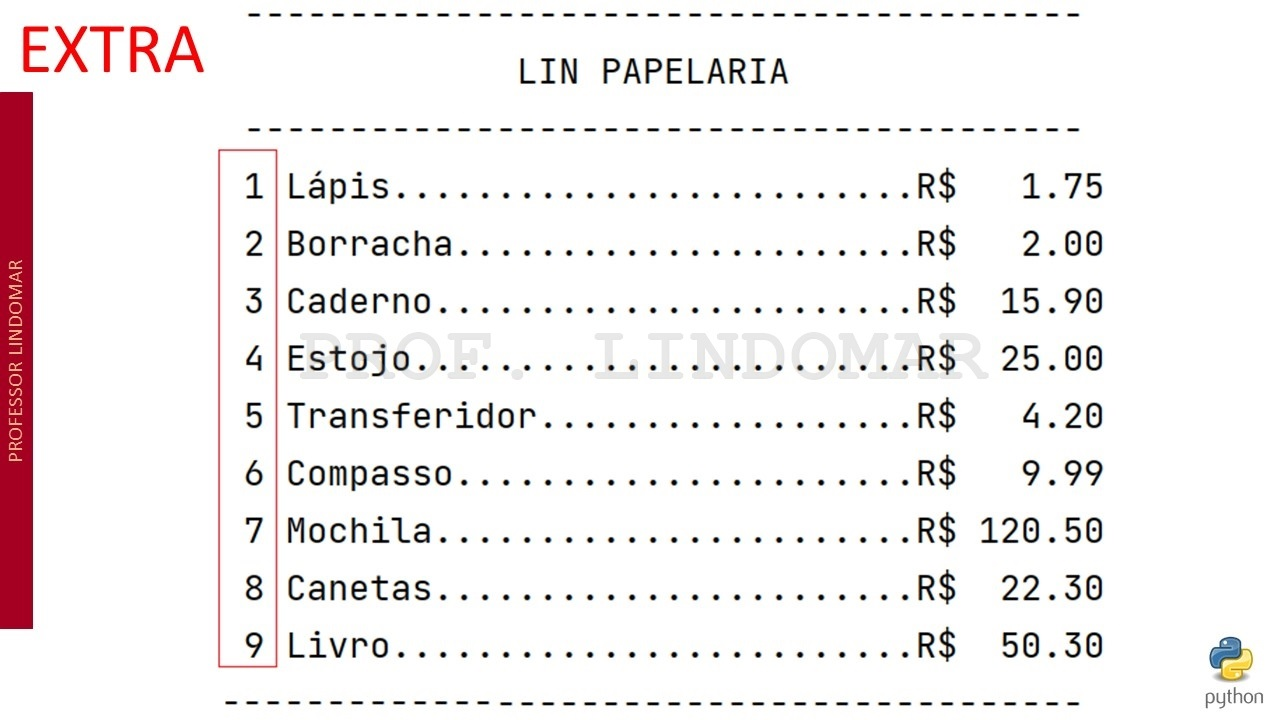 EXTRA
----------------------------------------
LIN PAPELARIA
----------------------------------------
1 Lápis.........................R$   1.75
2 Borracha......................R$   2.00
3 Caderno.......................R$  15.90
4 Estojo........................R$  25.00
5 Transferidor..................R$   4.20
6 Compasso......................R$   9.99
7 Mochila.......................R$ 120.50
8 Canetas.......................R$  22.30
9 Livro.........................R$  50.30
-----------------------------------------
PROF. LINDOMAR
PROFESSOR LINDOMAR
python